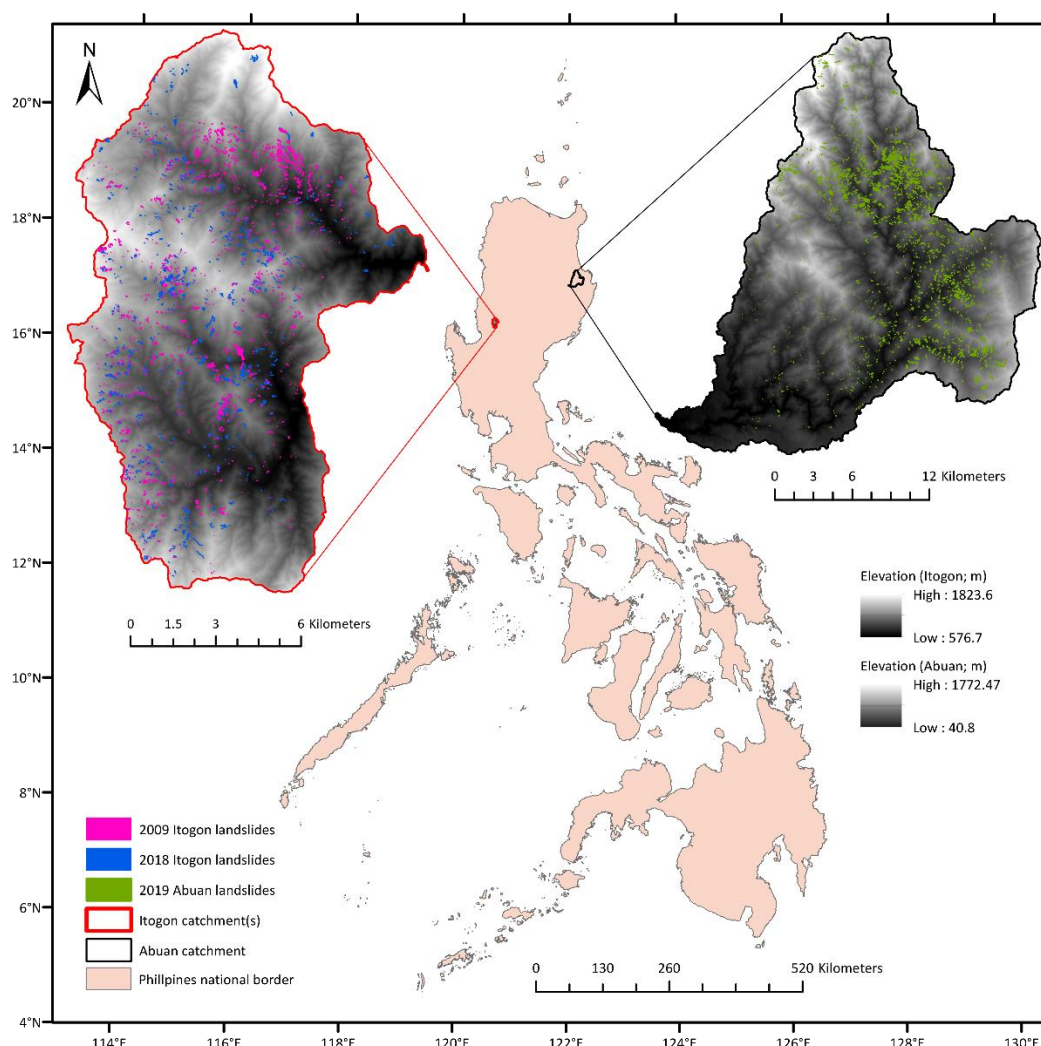 N
20°N
18°N
16°N
14°N
12°N
10°N
8°N
6°N
4°N
0 1.5 3 6 Kilometers
0 3 6 12 Kilometers
Elevation (Itogon; m)
High : 1823.6
Low : 576.7
Elevation (Abuan; m)
High : 1772.47
Low : 40.8
2009 Itogon landslides
2018 Itogon landslides
2019 Abuan landslides
Itogon catchment(s)
Abuan catchment
Phillpines national border
0 130 260 520 Kilometers
114°E 116°E 118°E 120°E 122°E 124°E 126°E 128°E 130°E